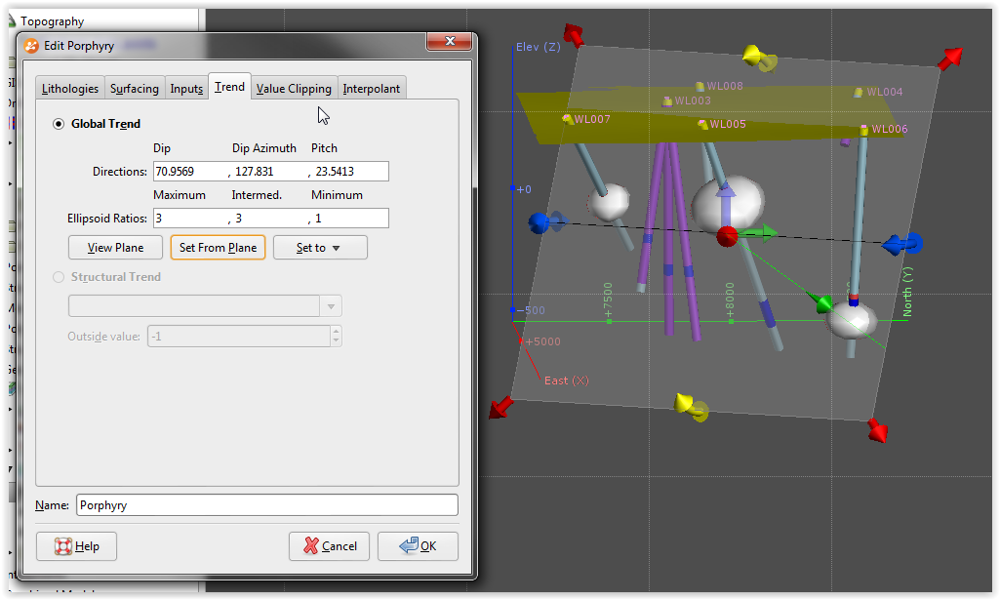 Topography
Edit Porphyry
Lithologies Surfacing Inputs Trend Value Clipping Interpolant
Global Trend
Dip Dip Azimuth Pitch
Directions: 70.9569 , 127.831 , 23.5413
Maximum Intermed. Minimum
Ellipsoid Ratios: 3 , 3 , 1
View Plane Set From Plane Set to
Structural Trend
Outside value: -1
Name: Porphyry
Help Cancel OK
Elev (Z)
WL008
WL003
WL004
WL007
WL005
WL006
+0
-500
+7500
+8000
North (Y)
+5000
East (X)